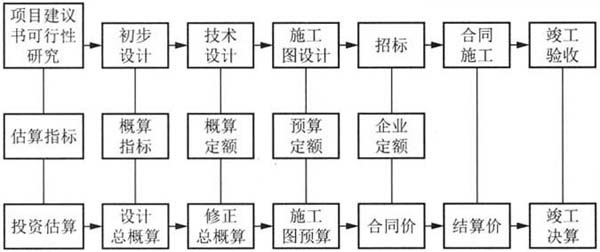 项目建议
书可行性
研究
初步
设计
技术
设计
施工
图设计
招标
合同
施工
竣工
验收
估算指标
概算
指标
概算
定额
预算
定额
企业
定额
投资估算
设计
总概算
修正
总概算
施工
图预算
合同价
结算价
竣工
决算